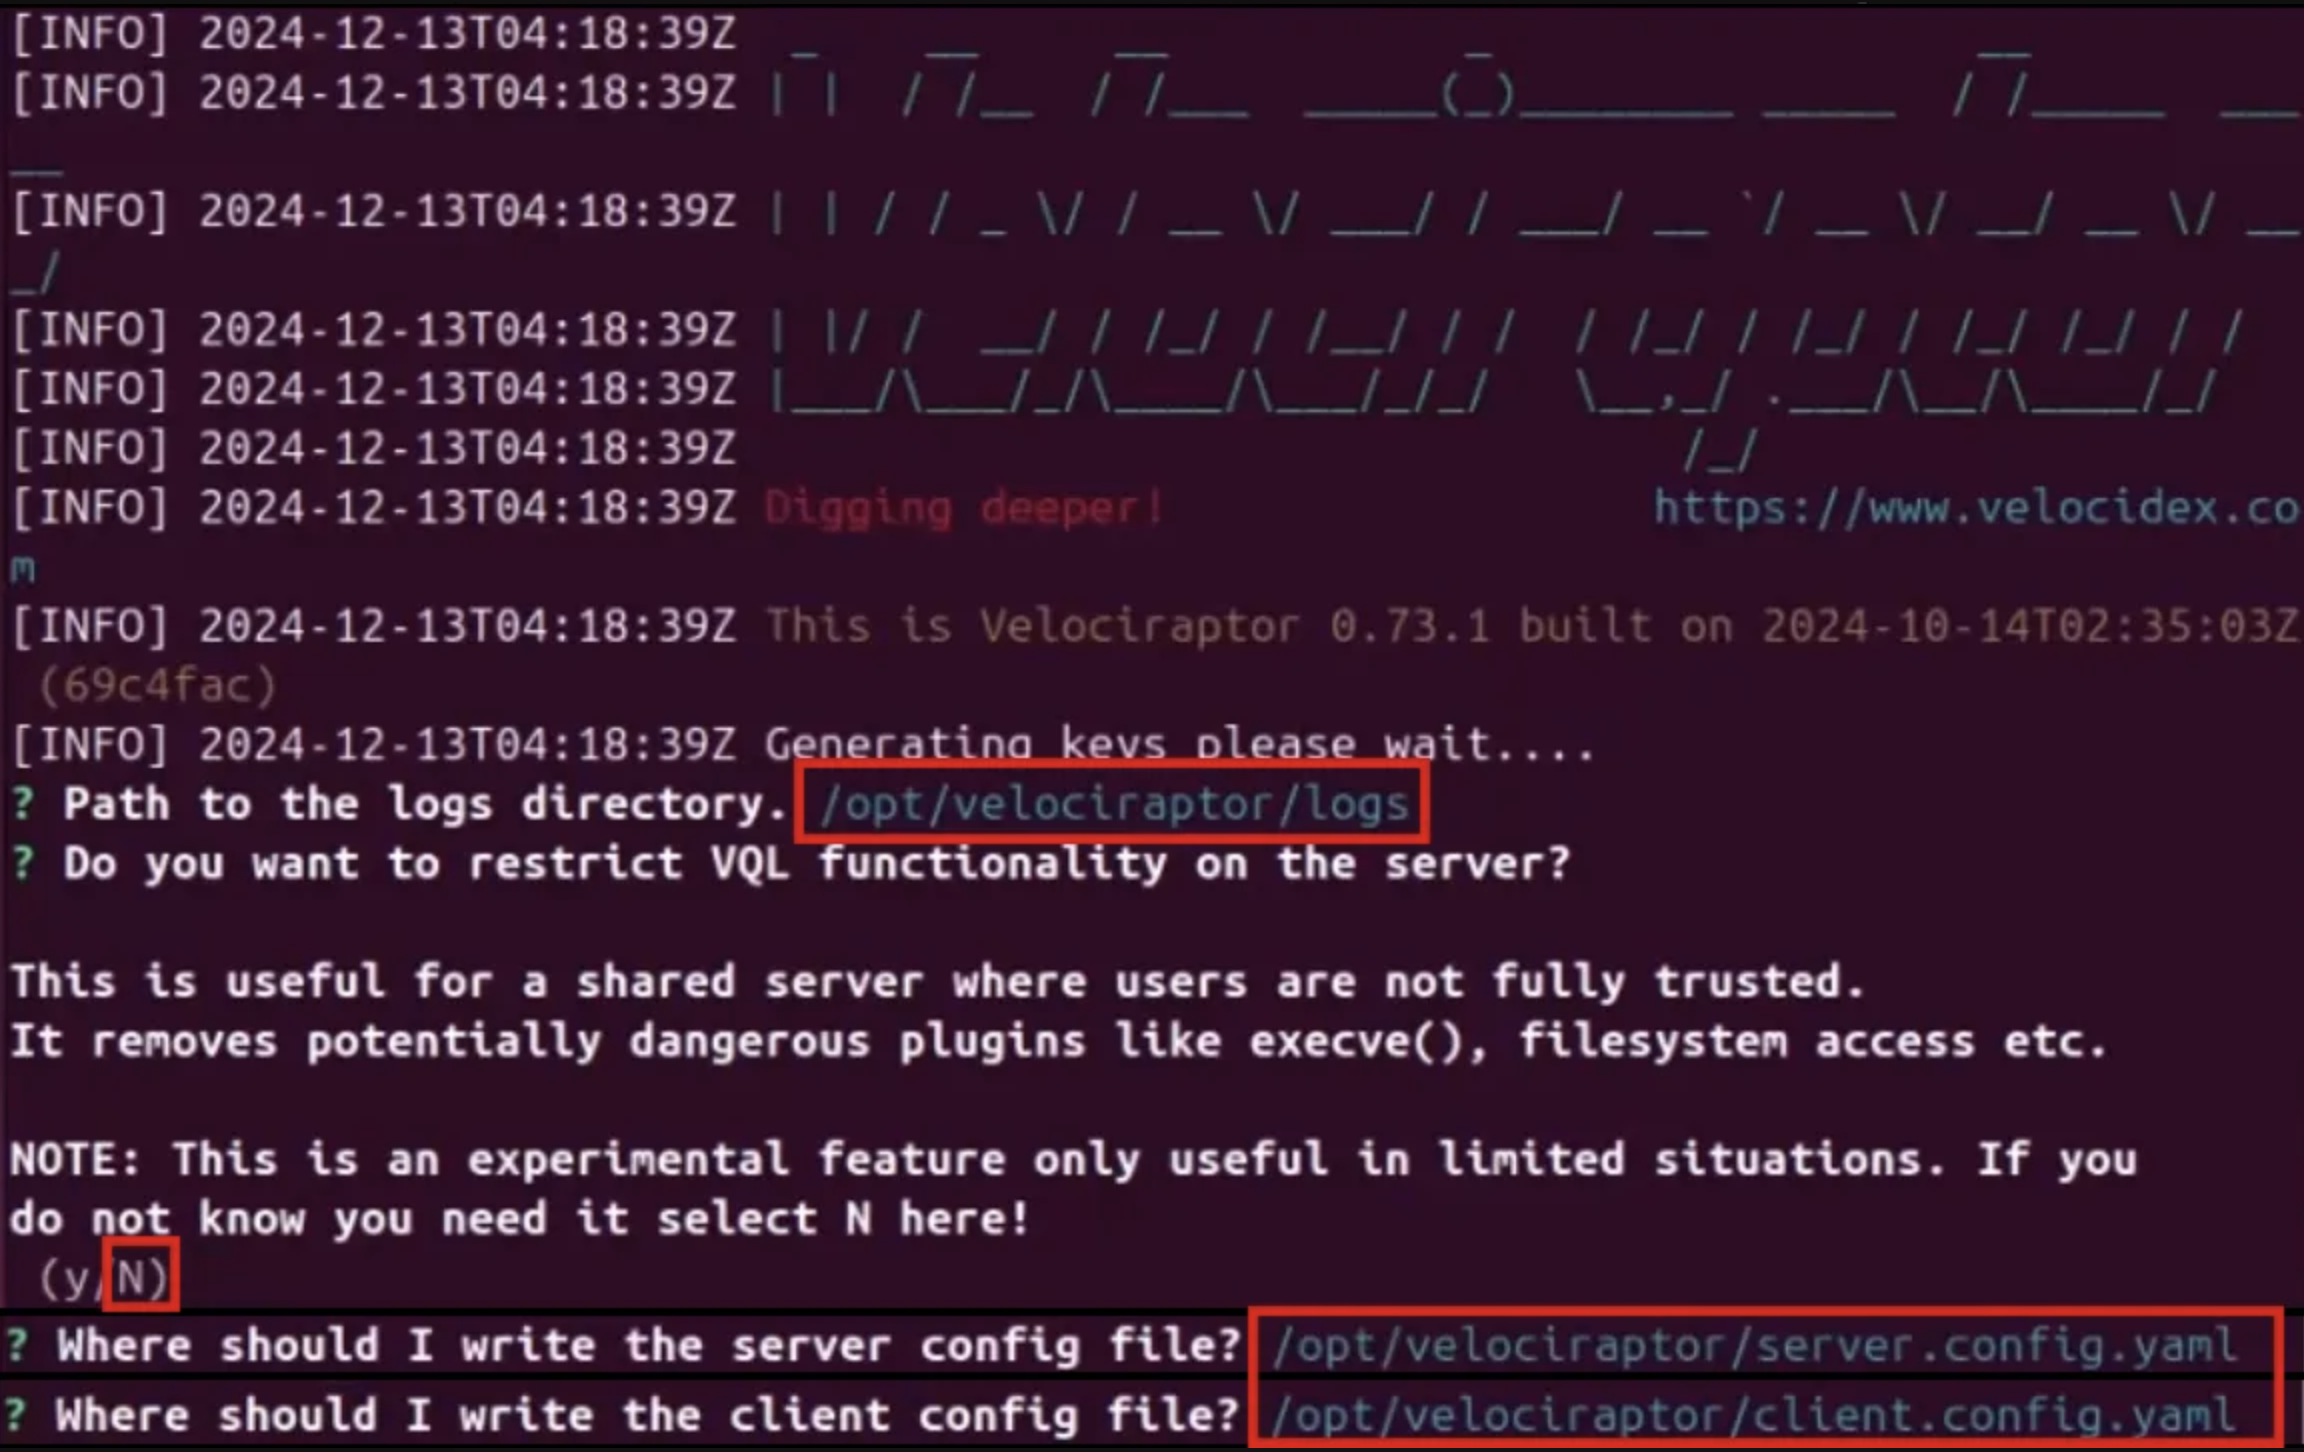 [INFO] 2024-12-13T04:18:39Z  _    __     __           _                  __
[INFO] 2024-12-13T04:18:39Z | |  / /__  / /___  _____(_)________ _____  / /_____  ___
__
[INFO] 2024-12-13T04:18:39Z | | / / _ \/ / __ \/ ___/ / ___/ __ `/ __ \/ __/ __ \/ __
_/
[INFO] 2024-12-13T04:18:39Z | |/ /  __/ / /_/ / /__/ / /  / /_/ / /_/ / /_/ /_/ / /
[INFO] 2024-12-13T04:18:39Z |___/\___/_/\____/\___/_/_/   \__,_/ .___/\__/\____/_/
[INFO] 2024-12-13T04:18:39Z                                   /_/
[INFO] 2024-12-13T04:18:39Z Digging deeper!                  https://www.velocidex.co
m
[INFO] 2024-12-13T04:18:39Z This is Velociraptor 0.73.1 built on 2024-10-14T02:35:03Z
 (69c4fac)
[INFO] 2024-12-13T04:18:39Z Generating keys please wait....
? Path to the logs directory. /opt/velociraptor/logs
? Do you want to restrict VQL functionality on the server?
This is useful for a shared server where users are not fully trusted.
It removes potentially dangerous plugins like execve(), filesystem access etc.
NOTE: This is an experimental feature only useful in limited situations. If you
do not know you need it select N here!
 (y/N)
? Where should I write the server config file? /opt/velociraptor/server.config.yaml
? Where should I write the client config file? /opt/velociraptor/client.config.yaml